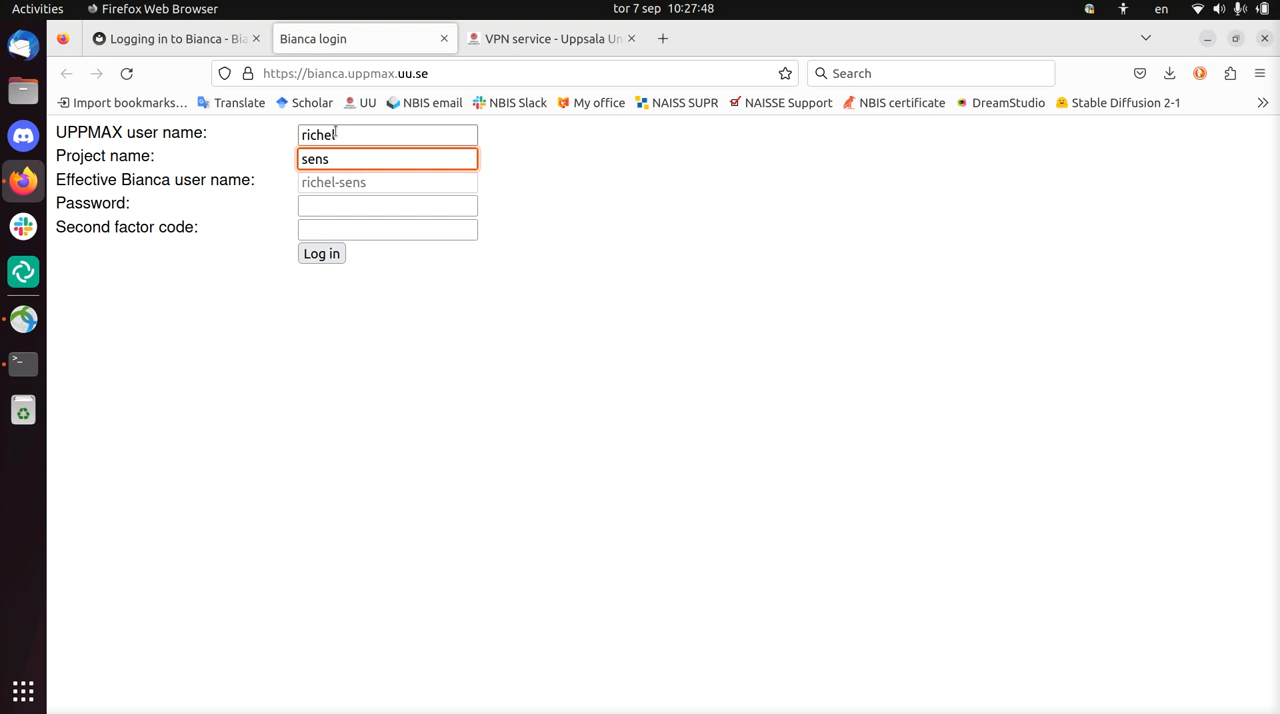 Activities Firefox Web Browser tor 7 sep 10:27:48 en
Logging in to Bianca - Bia Bianca login VPN service - Uppsala Un
https://bianca.uppmax.uu.se Search
Import bookmarks... Translate Scholar UU NBIS email NBIS Slack My office NAISS SUPR NAISSE Support NBIS certificate DreamStudio Stable Diffusion 2-1
UPPMAX user name: richel
Project name: sens
Effective Bianca user name: richel-sens
Password:
Second factor code:
Log in